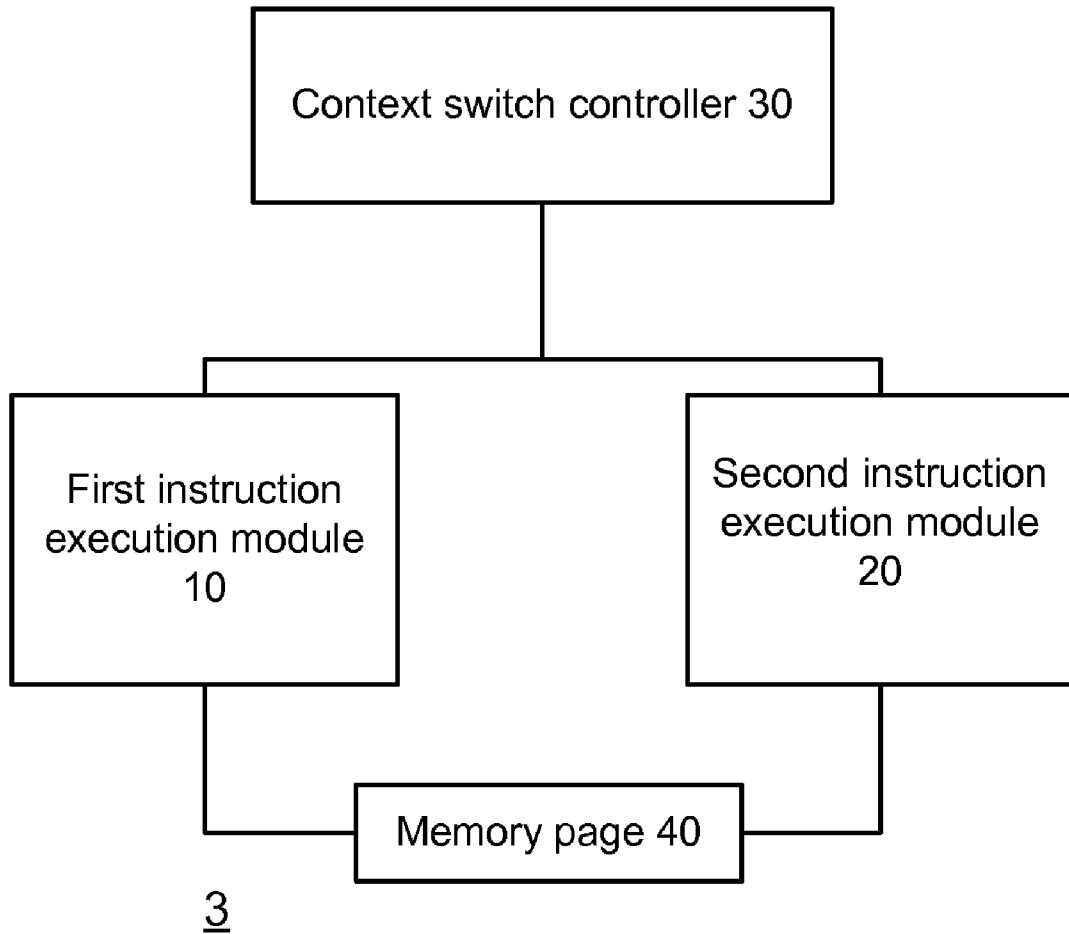 Context switch controller 30
First instruction
execution module
10
Second instruction
execution module
20
Memory page 40
3